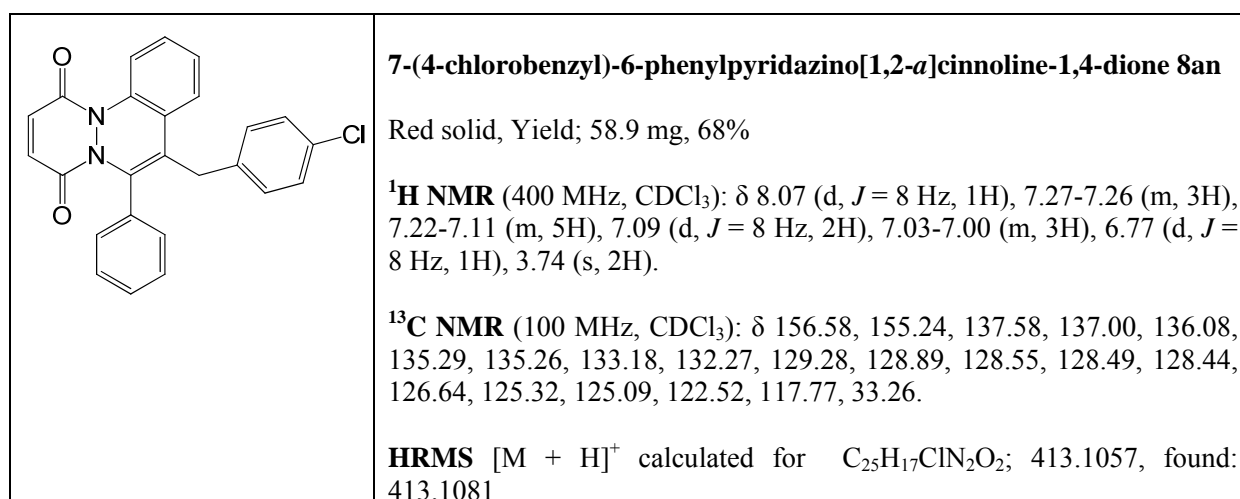 O
N
N
O
Cl
7-(4-chlorobenzyl)-6-phenylpyridazino[1,2-a]cinnoline-1,4-dione 8an
Red solid, Yield; 58.9 mg, 68%
¹H NMR (400 MHz, CDCl₃): δ 8.07 (d, J = 8 Hz, 1H), 7.27-7.26 (m, 3H),
7.22-7.11 (m, 5H), 7.09 (d, J = 8 Hz, 2H), 7.03-7.00 (m, 3H), 6.77 (d, J =
8 Hz, 1H), 3.74 (s, 2H).
¹³C NMR (100 MHz, CDCl₃): δ 156.58, 155.24, 137.58, 137.00, 136.08,
135.29, 135.26, 133.18, 132.27, 129.28, 128.89, 128.55, 128.49, 128.44,
126.64, 125.32, 125.09, 122.52, 117.77, 33.26.
HRMS [M + H]⁺ calculated for C₂₅H₁₇ClN₂O₂; 413.1057, found:
413.1081